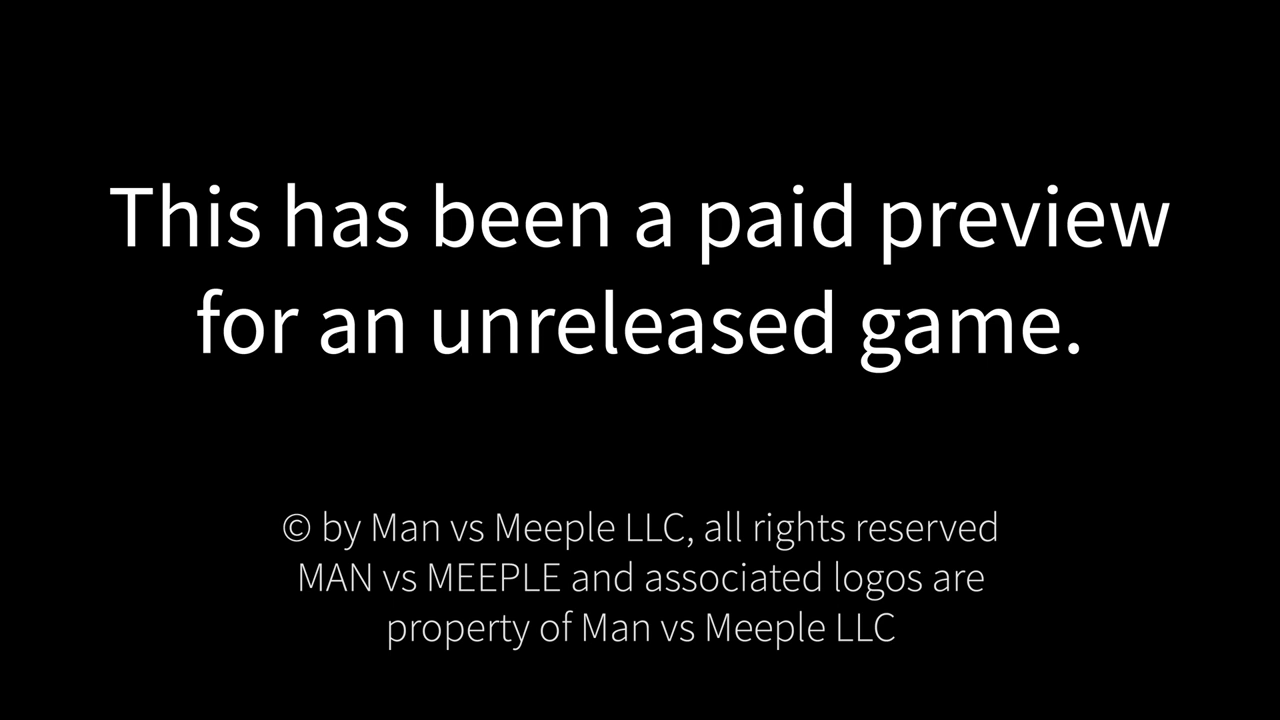 This has been a paid preview
for an unreleased game.
© by Man vs Meeple LLC, all rights reserved
MAN vs MEEPLE and associated logos are
property of Man vs Meeple LLC